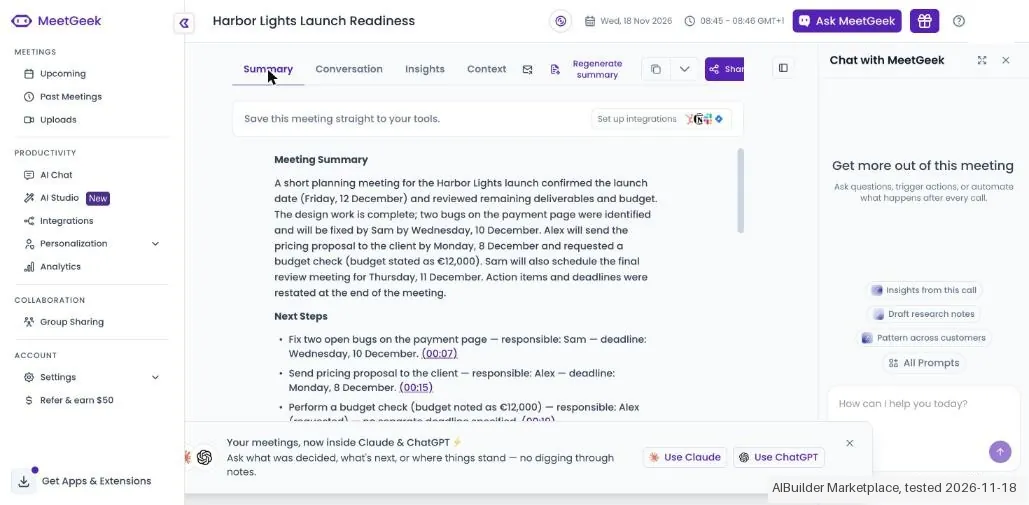 MeetGeek
Harbor Lights Launch Readiness
Wed, 18 Nov 2026
08:45 - 08:46 GMT+1
Ask MeetGeek
MEETINGS
Upcoming
Past Meetings
Uploads
PRODUCTIVITY
AI Chat
AI Studio New
Integrations
Personalization
Analytics
COLLABORATION
Group Sharing
ACCOUNT
Settings
Refer & earn $50
Get Apps & Extensions
Summary
Conversation
Insights
Context
Regenerate
summary
Shar
Save this meeting straight to your tools.
Set up integrations
Meeting Summary
A short planning meeting for the Harbor Lights launch confirmed the launch
date (Friday, 12 December) and reviewed remaining deliverables and budget.
The design work is complete; two bugs on the payment page were identified
and will be fixed by Sam by Wednesday, 10 December. Alex will send the
pricing proposal to the client by Monday, 8 December and requested a
budget check (budget stated as €12,000). Sam will also schedule the final
review meeting for Thursday, 11 December. Action items and deadlines were
restated at the end of the meeting.
Next Steps
• Fix two open bugs on the payment page — responsible: Sam — deadline:
Wednesday, 10 December. (00:07)
• Send pricing proposal to the client — responsible: Alex — deadline:
Monday, 8 December. (00:15)
• Perform a budget check (budget noted as €12,000) — responsible: Alex
(requested) — no separate deadline specified. (00:19)
Chat with MeetGeek
Get more out of this meeting
Ask questions, trigger actions, or automate
what happens after every call.
Insights from this call
Draft research notes
Pattern across customers
All Prompts
How can I help you today?
Your meetings, now inside Claude & ChatGPT ⚡
Ask what was decided, what's next, or where things stand — no digging through
notes.
Use Claude
Use ChatGPT
AIBuilder Marketplace, tested 2026-11-18